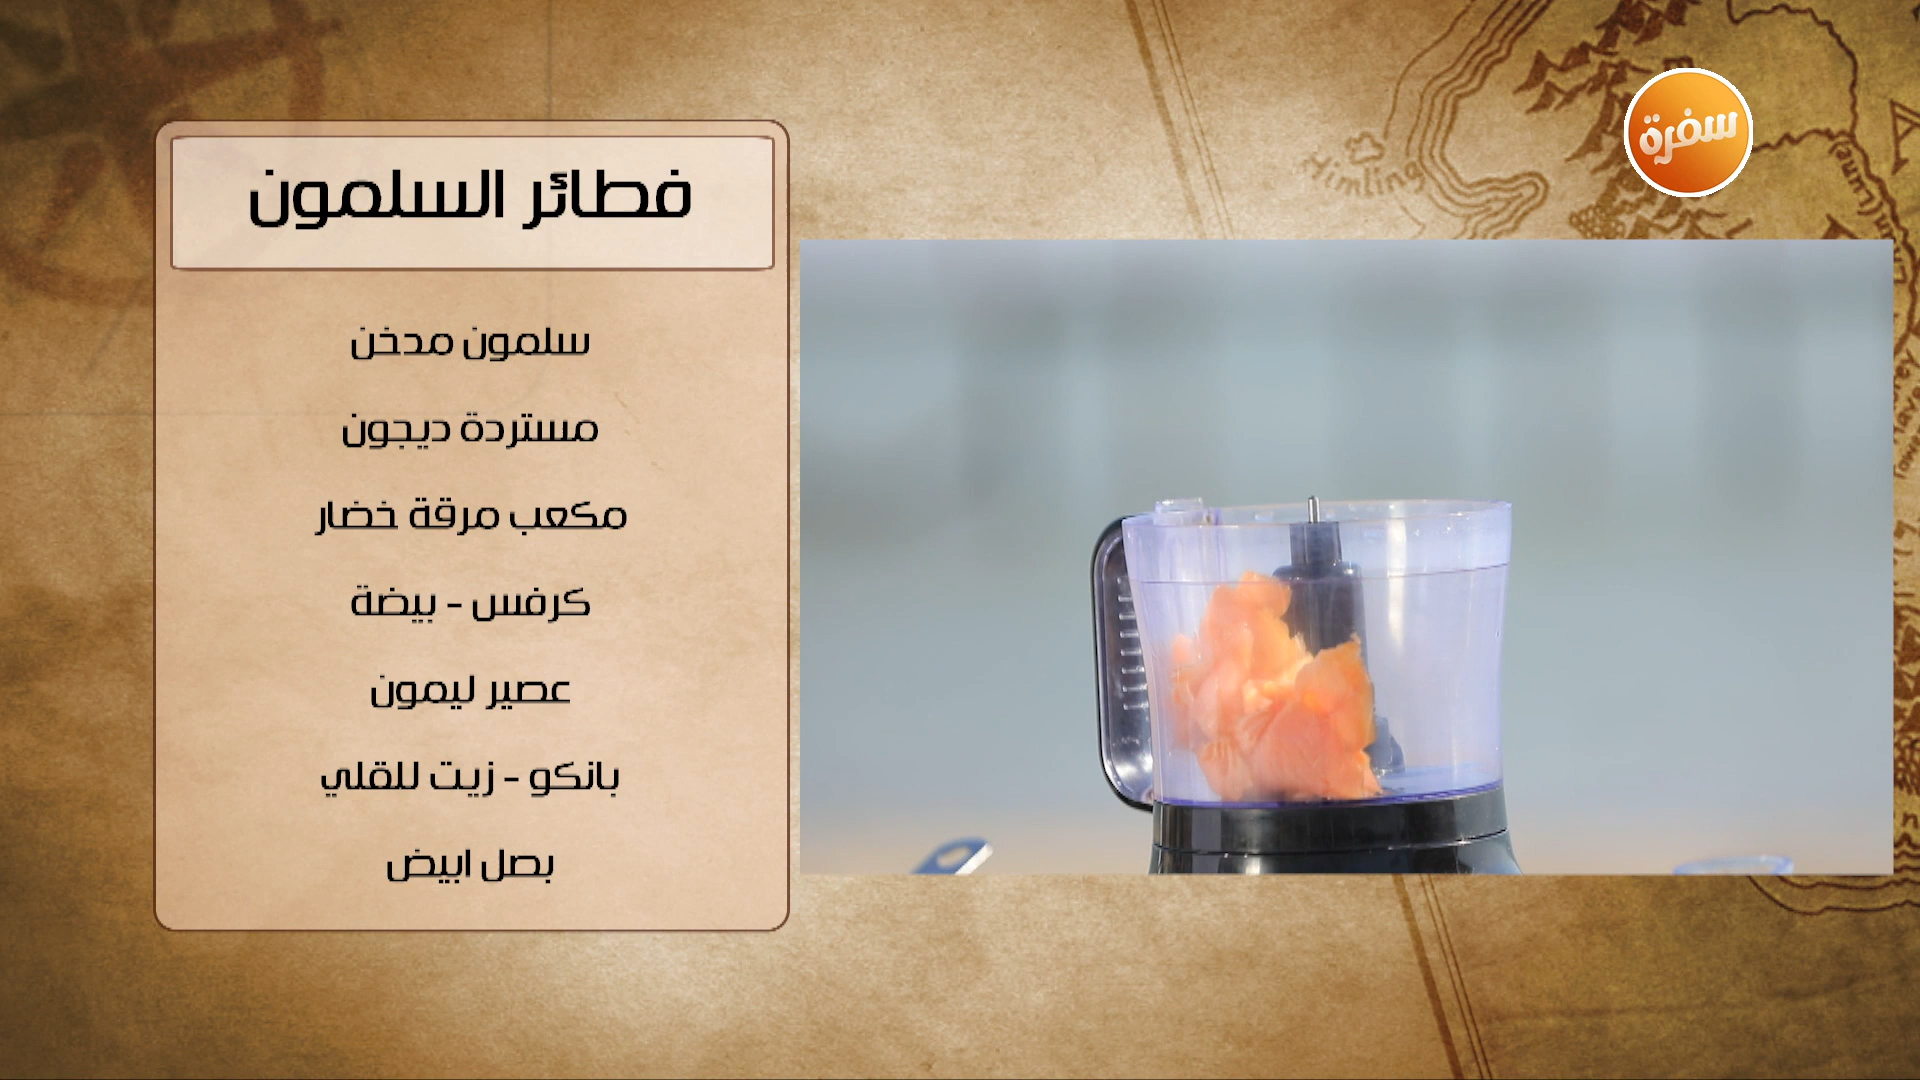 سفرة
فطائر السلمون
سلمون مدخن
مستردة ديجون
مكعب مرقة خضار
كرفس - بيضة
عصير ليمون
بانكو - زيت للقلي
بصل ابيض
Himling